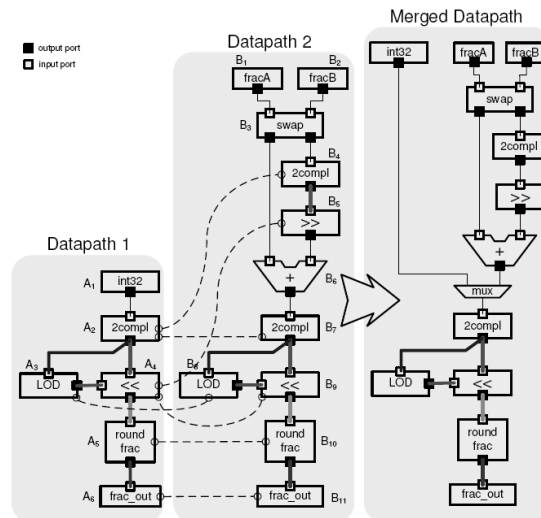 output port
input port
Datapath 1
A1
int32
A2
2compl
A3
LOD
A4
<<
A5
round
frac
A6
frac_out
Datapath 2
B1
fracA
B2
fracB
B3
swap
B4
2compl
B5
>>
+
B6
2compl
B7
B8
LOD
<<
B9
round
frac
B10
frac_out
B11
Merged Datapath
int32
fracA
fracB
swap
2compl
>>
+
mux
2compl
LOD
<<
round
frac
frac_out